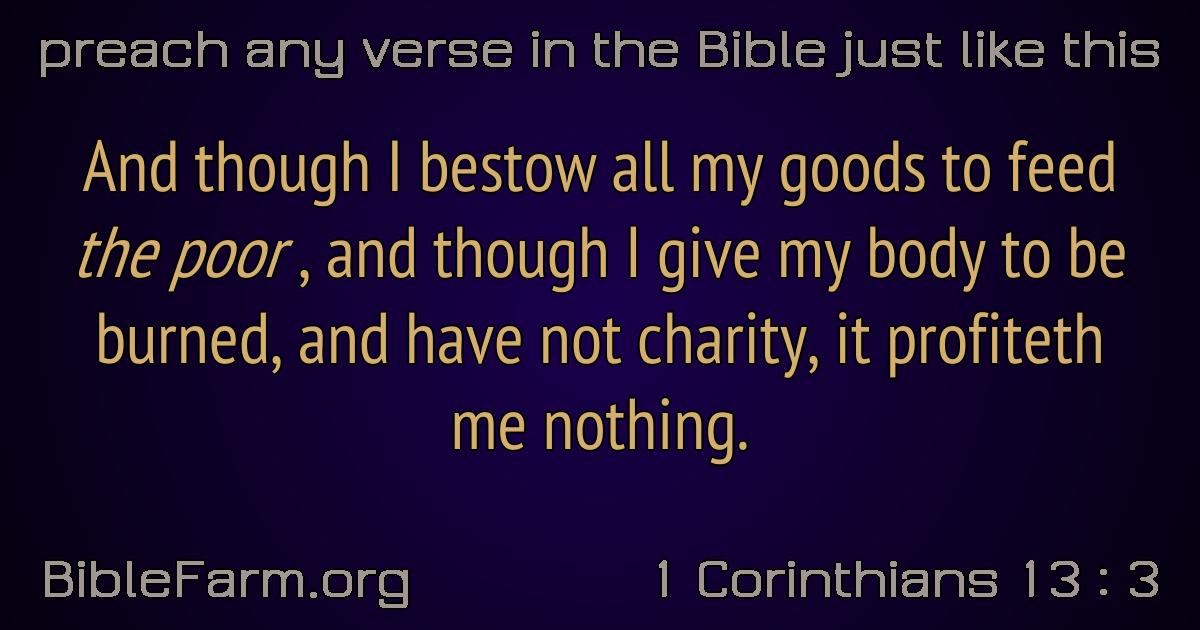 preach any verse in the Bible just like this
And though I bestow all my goods to feed
the poor , and though I give my body to be
burned, and have not charity, it profiteth
me nothing.
BibleFarm.org
1 Corinthians 13 : 3